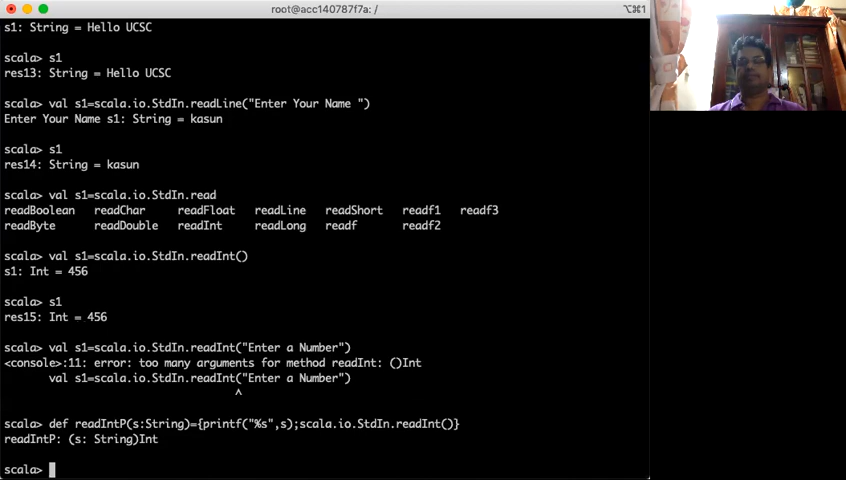 root@acc140787f7a: /
⌥⌘1
s1: String = Hello UCSC
scala> s1
res13: String = Hello UCSC
scala> val s1=scala.io.StdIn.readLine("Enter Your Name ")
Enter Your Name s1: String = kasun
scala> s1
res14: String = kasun
scala> val s1=scala.io.StdIn.read
readBoolean readChar readFloat readLine readShort readf1 readf3
readByte readDouble readInt readLong readf readf2
scala> val s1=scala.io.StdIn.readInt()
s1: Int = 456
scala> s1
res15: Int = 456
scala> val s1=scala.io.StdIn.readInt("Enter a Number")
<console>:11: error: too many arguments for method readInt: ()Int
val s1=scala.io.StdIn.readInt("Enter a Number")
^
scala> def readIntP(s:String)={printf("%s",s);scala.io.StdIn.readInt()}
readIntP: (s: String)Int
scala>